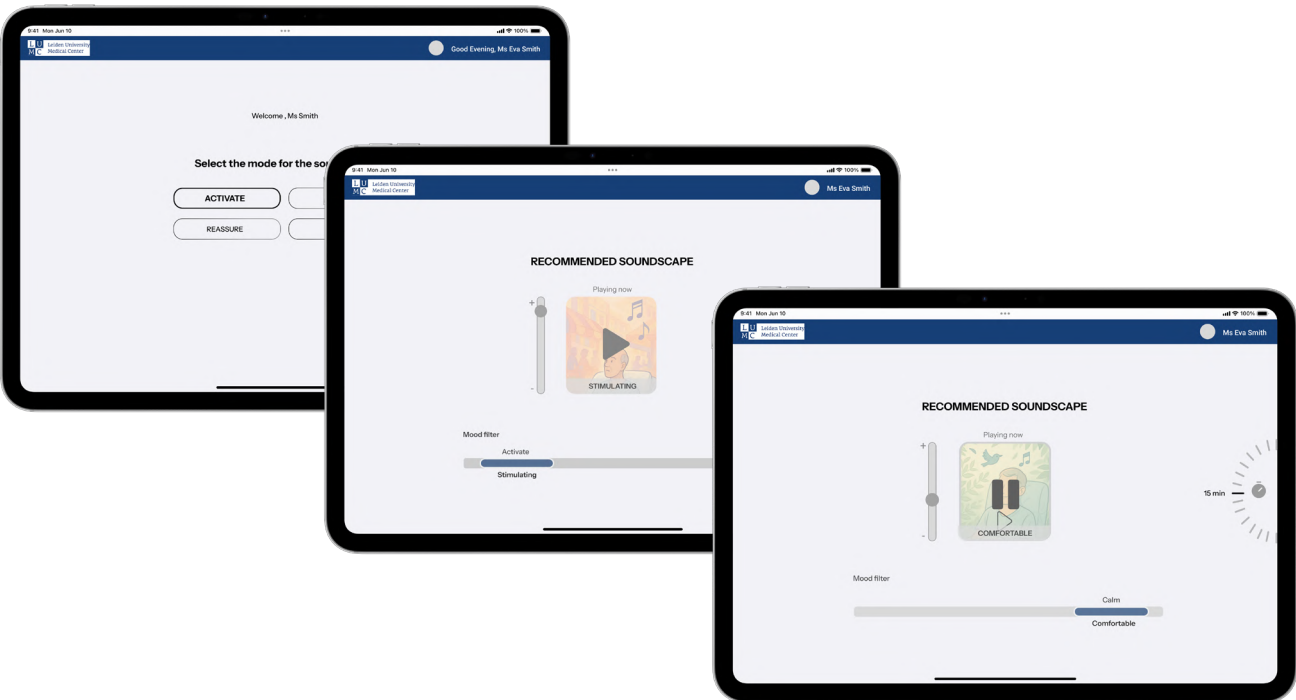 9:41 Mon Jun 10
100%
L U
M C
Leiden University
Medical Center
Good Evening, Ms Eva Smith
Welcome , Ms Smith
Select the mode for the
ACTIVATE
REASSURE
9:41 Mon Jun 10
100%
L U
M C
Leiden University
Medical Center
Ms Eva Smith
RECOMMENDED SOUNDSCAPE
Playing now
+
-
STIMULATING
Mood filter
Activate
Stimulating
9:41 Mon Jun 10
100%
L U
M C
Leiden University
Medical Center
Ms Eva Smith
RECOMMENDED SOUNDSCAPE
Playing now
+
-
COMFORTABLE
15 min
Mood filter
Calm
Comfortable